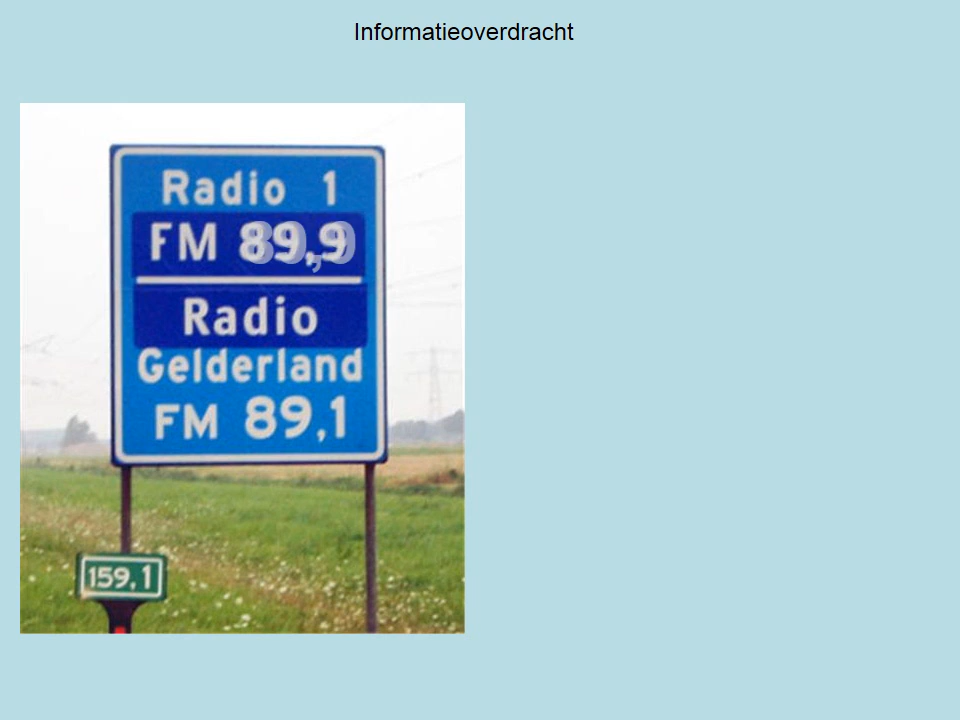 Informatieoverdracht
Radio 1
FM 89,9
Radio
Gelderland
FM 89,1
159,1